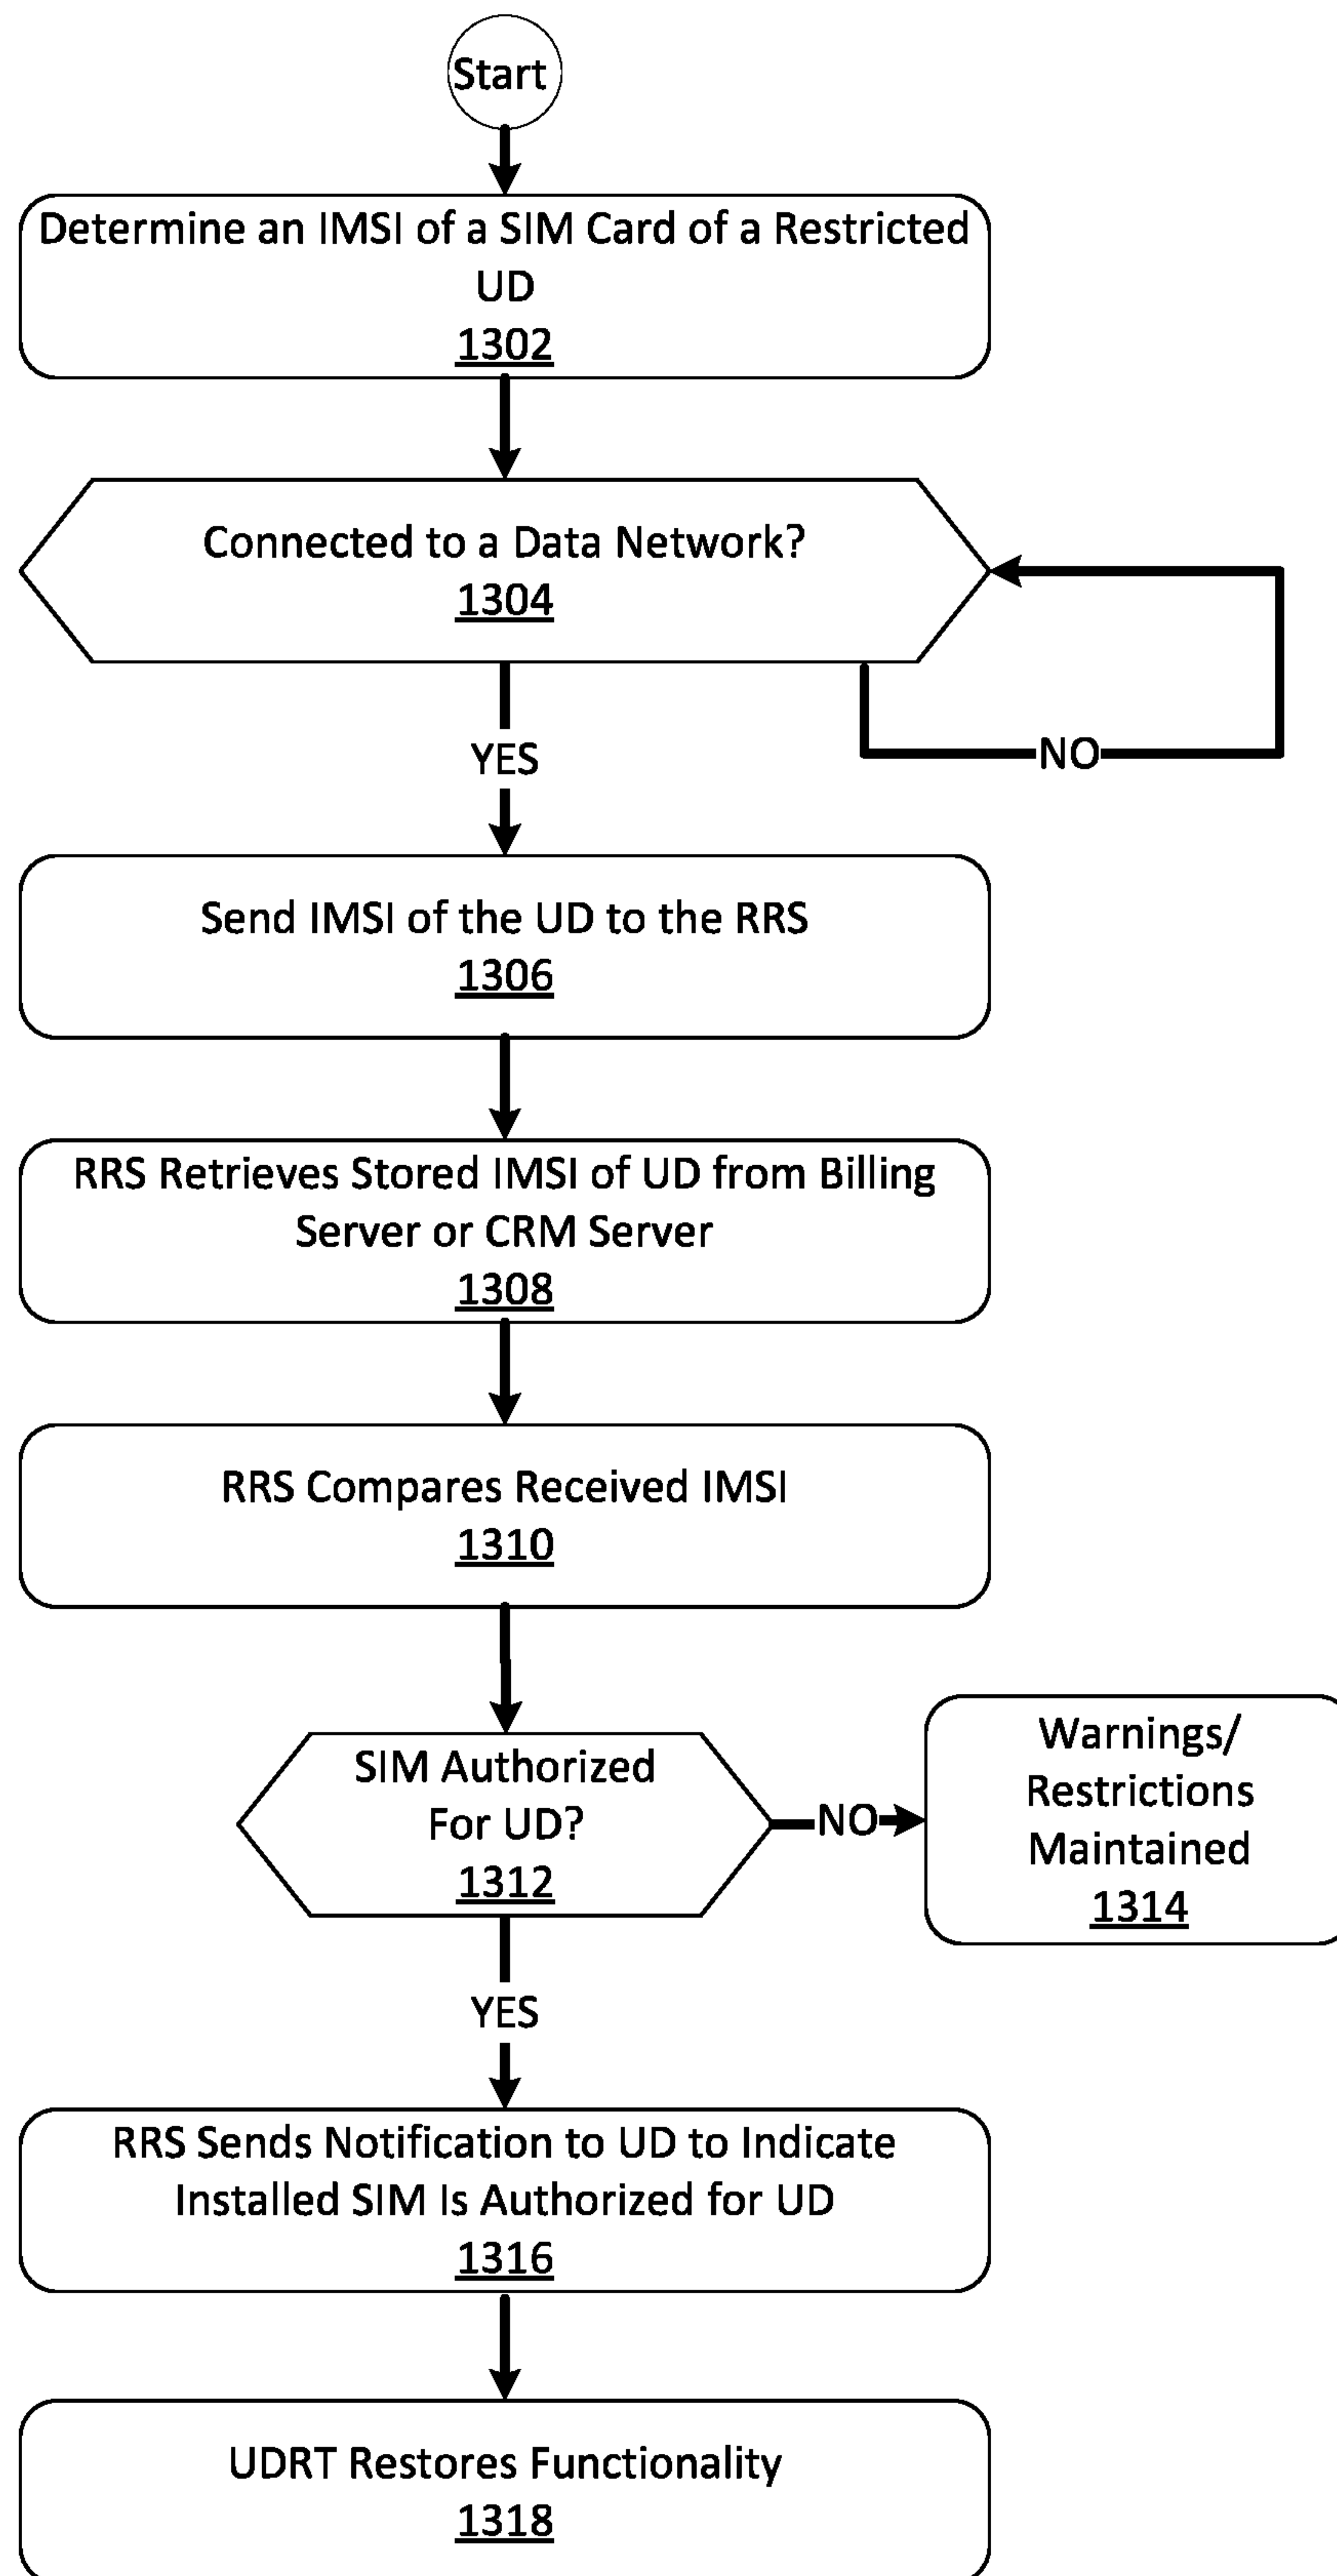 Start
Determine an IMSI of a SIM Card of a Restricted
UD
1302
Connected to a Data Network?
1304
NO
YES
Send IMSI of the UD to the RRS
1306
RRS Retrieves Stored IMSI of UD from Billing
Server or CRM Server
1308
RRS Compares Received IMSI
1310
SIM Authorized
For UD?
1312
NO
Warnings/
Restrictions
Maintained
1314
YES
RRS Sends Notification to UD to Indicate
Installed SIM Is Authorized for UD
1316
UDRT Restores Functionality
1318